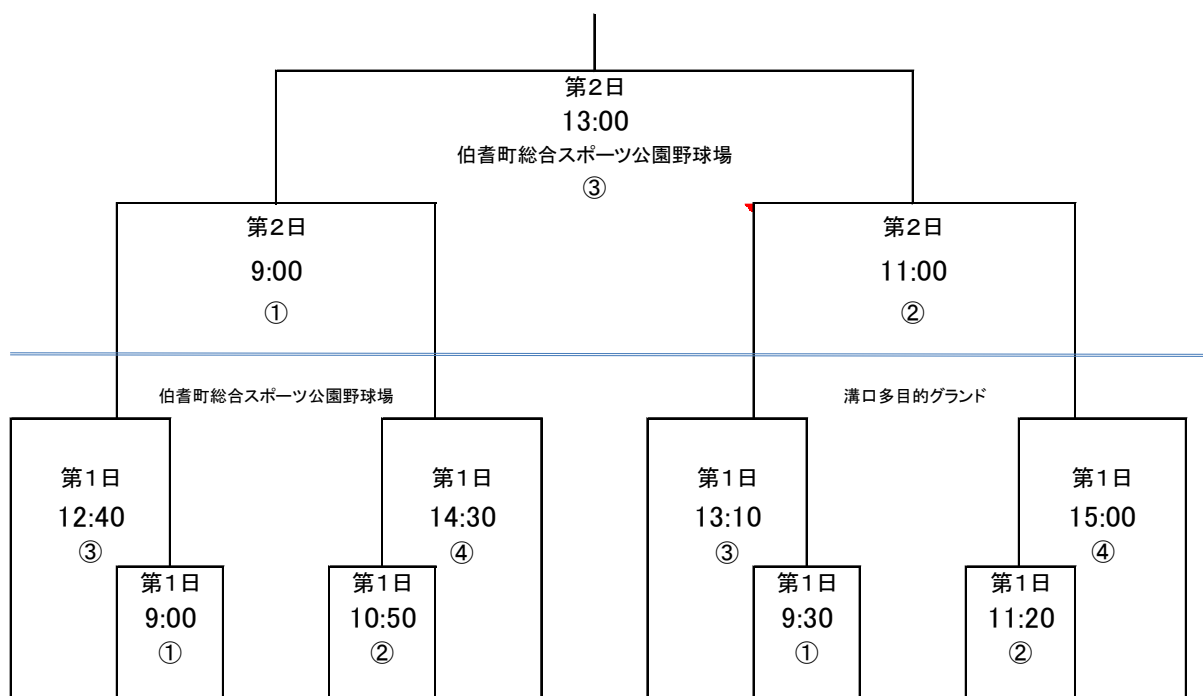 第２日
13:00
伯耆町総合スポーツ公園野球場
③
第２日
9:00
①
第２日
11:00
②
伯耆町総合スポーツ公園野球場
溝口多目的グランド
第１日
12:40
③
第１日
14:30
④
第１日
13:10
③
第１日
15:00
④
第１日
9:00
①
第１日
10:50
②
第１日
9:30
①
第１日
11:20
②